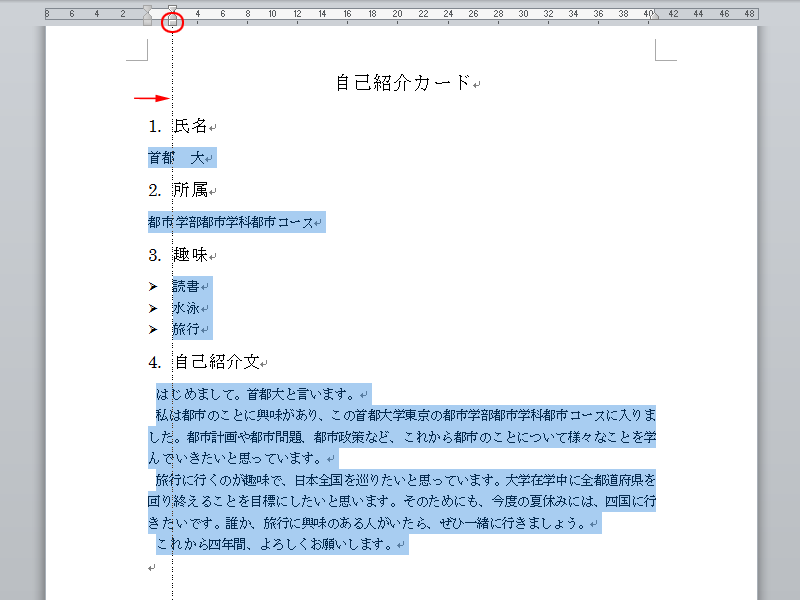 8 6 4 2 4 6 8 10 12 14 16 18 20 22 24 26 28 30 32 34 36 38 40 42 44 46 48
自己紹介カード
1. 氏名
首都　大
2. 所属
都市学部都市学科都市コース
3. 趣味
➢ 読書
➢ 水泳
➢ 旅行
4. 自己紹介文
はじめまして。首都大と言います。
私は都市のことに興味があり、この首都大学東京の都市学部都市学科都市コースに入りま
した。都市計画や都市問題、都市政策など、これから都市のことについて様々なことを学
んでいきたいと思っています。
旅行に行くのが趣味で、日本全国を巡りたいと思っています。大学在学中に全都道府県を
回り終えることを目標にしたいと思います。そのためにも、今度の夏休みには、四国に行
きたいです。誰か、旅行に興味のある人がいたら、ぜひ一緒に行きましょう。
これから四年間、よろしくお願いします。